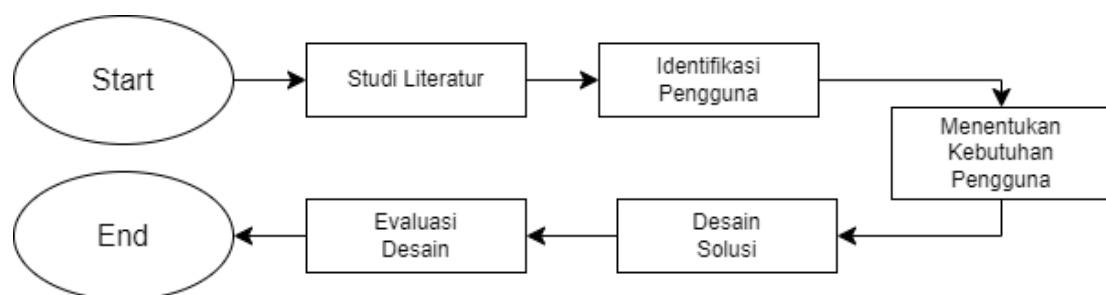 Start
Studi Literatur
Identifikasi
Pengguna
Menentukan
Kebutuhan
Pengguna
Desain
Solusi
Evaluasi
Desain
End